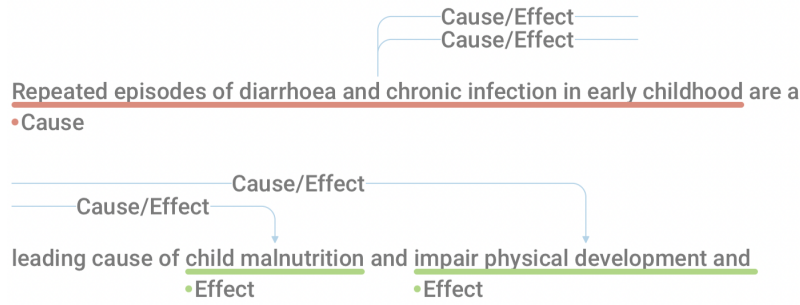 Cause/Effect
Cause/Effect
Repeated episodes of diarrhoea and chronic infection in early childhood are a
Cause
Cause/Effect
Cause/Effect
leading cause of child malnutrition and impair physical development and
Effect Effect